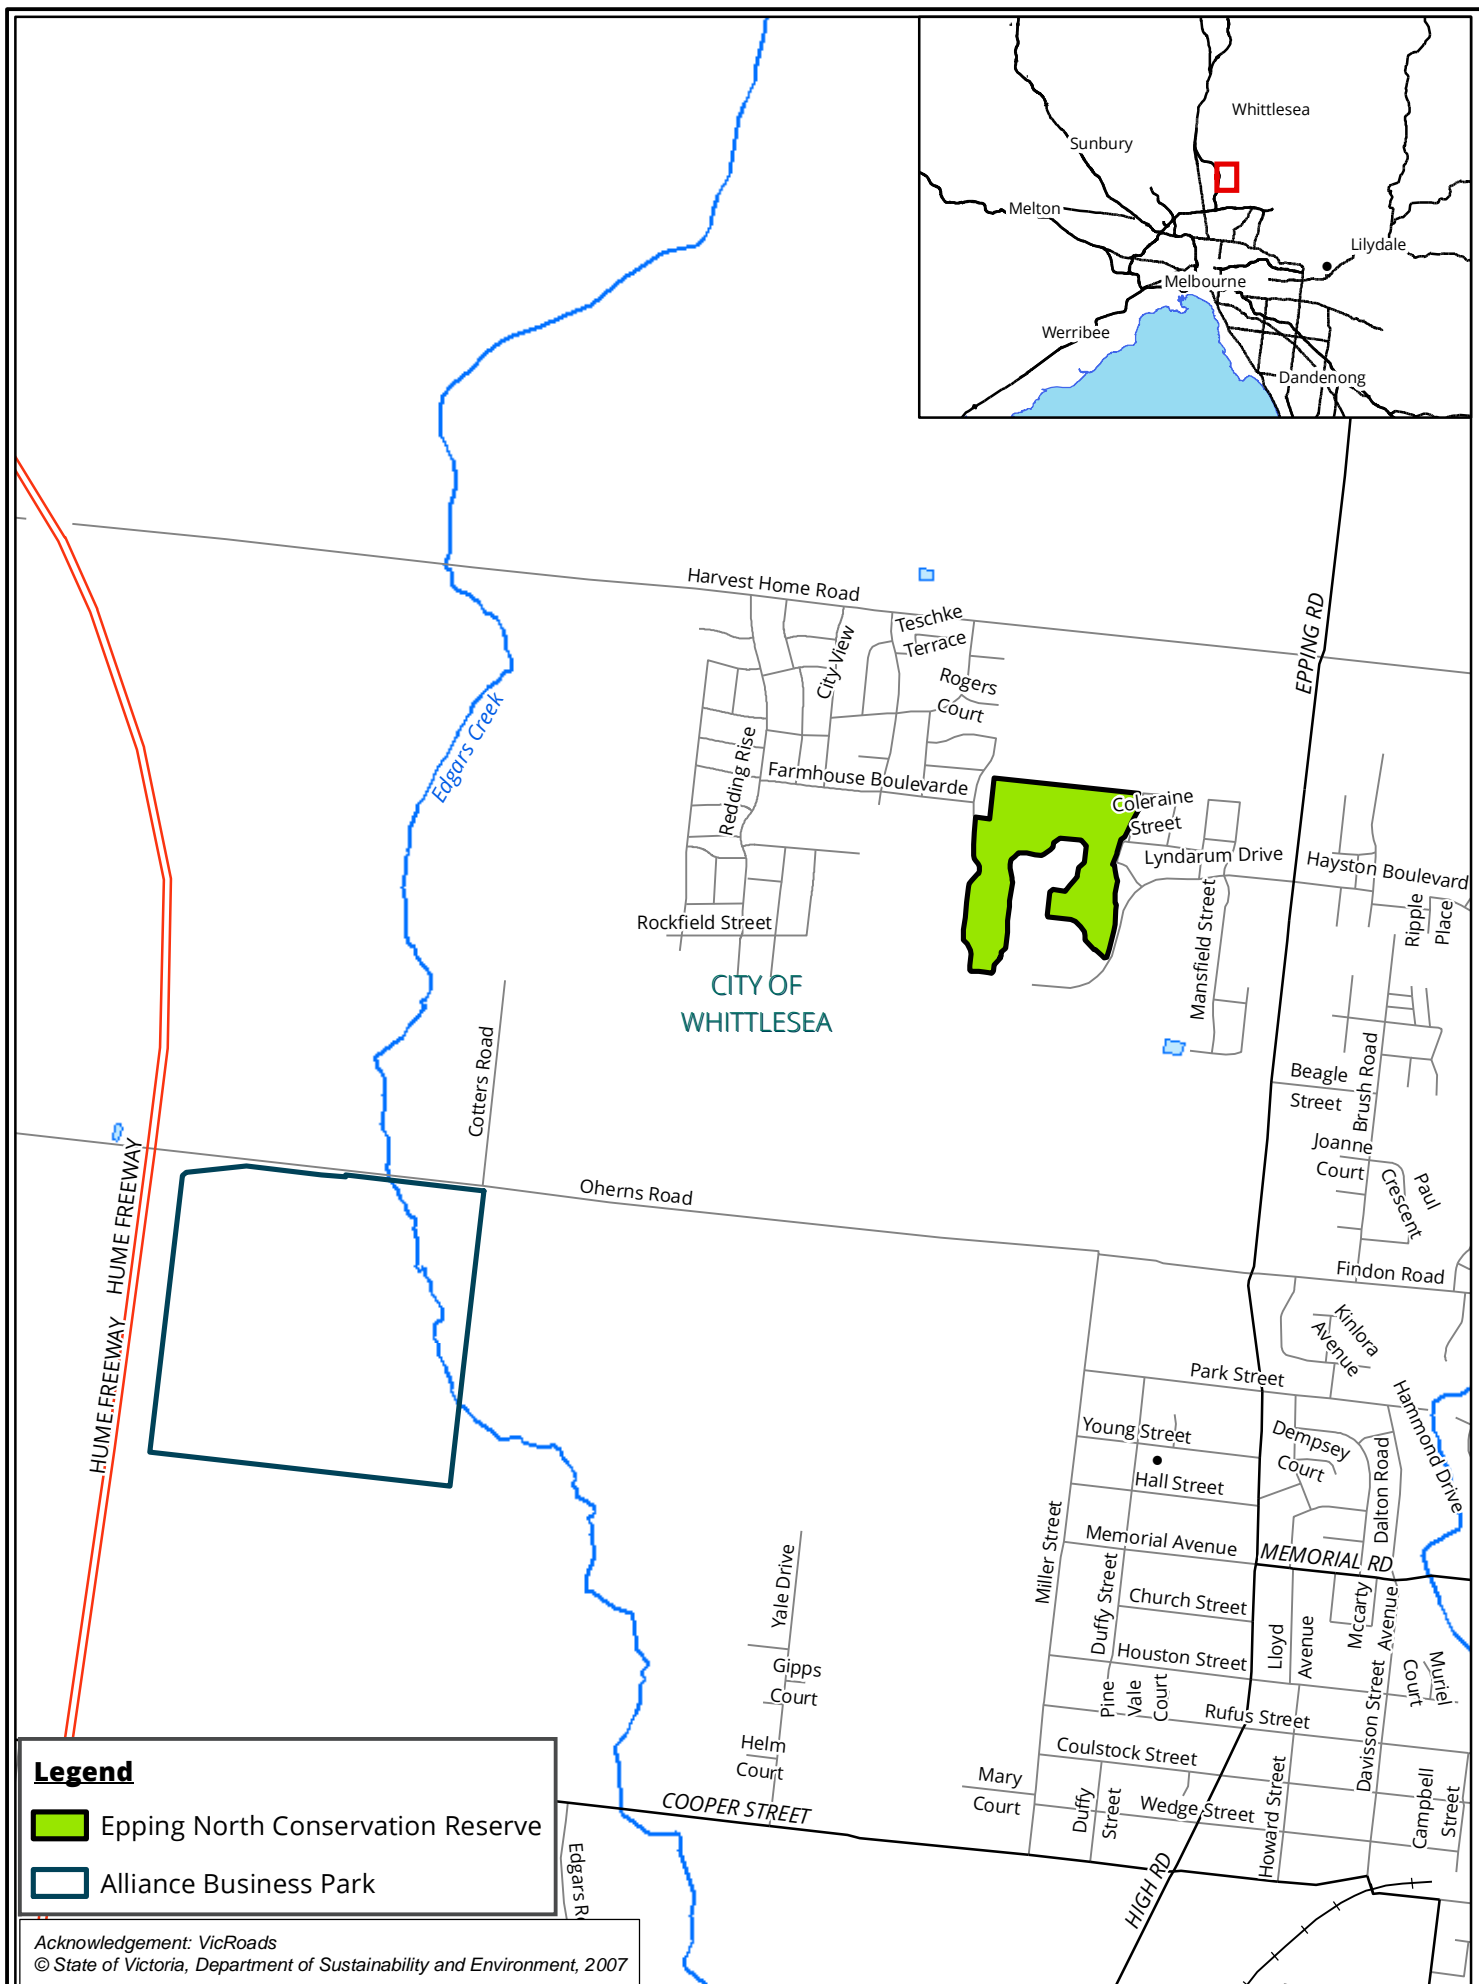 Whittlesea
Sunbury
Melton
Lilydale
Melbourne
Werribee
Dandenong
Harvest Home Road
Teschke
Terrace
City-View
Rogers
Court
EPPING RD
Edgars Creek
Redding Rise
Farmhouse Boulevarde
Coleraine
Street
Lyndarum Drive
Hayston Boulevard
Ripple
Place
Mansfield Street
Rockfield Street
CITY OF
WHITTLESEA
Cotters Road
Beagle
Street
Brush Road
Joanne
Court
Paul
Crescent
HUME FREEWAY
Oherns Road
Findon Road
HUME FREEWAY
Kinlora
Avenue
Park Street
Hammond Drive
Young Street
Dempsey
Court
Hall Street
Dalton Road
Miller Street
Memorial Avenue
MEMORIAL RD
Yale Drive
Duffy Street
Church Street
Mccarty
Avenue
Lloyd
Avenue
Houston Street
Gipps
Court
Pine
Vale
Court
Muriel
Court
Rufus Street
Davisson Street
Helm
Court
Coulstock Street
Mary
Court
Duffy
Street
Wedge Street
Howard Street
Campbell
Street
COOPER STREET
HIGH RD
Edgars R
Legend
Epping North Conservation Reserve
Alliance Business Park
Acknowledgement: VicRoads
© State of Victoria, Department of Sustainability and Environment, 2007